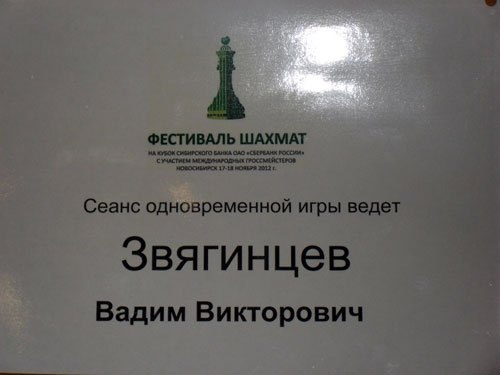 ФЕСТИВАЛЬ ШАХМАТ
НА КУБОК СИБИРСКОГО БАНКА ОАО «СБЕРБАНК РОССИИ»
С УЧАСТИЕМ МЕЖДУНАРОДНЫХ ГРОССМЕЙСТЕРОВ
НОВОСИБИРСК 17-18 НОЯБРЯ 2012 г.
Сеанс одновременной игры ведет
Звягинцев
Вадим Викторович